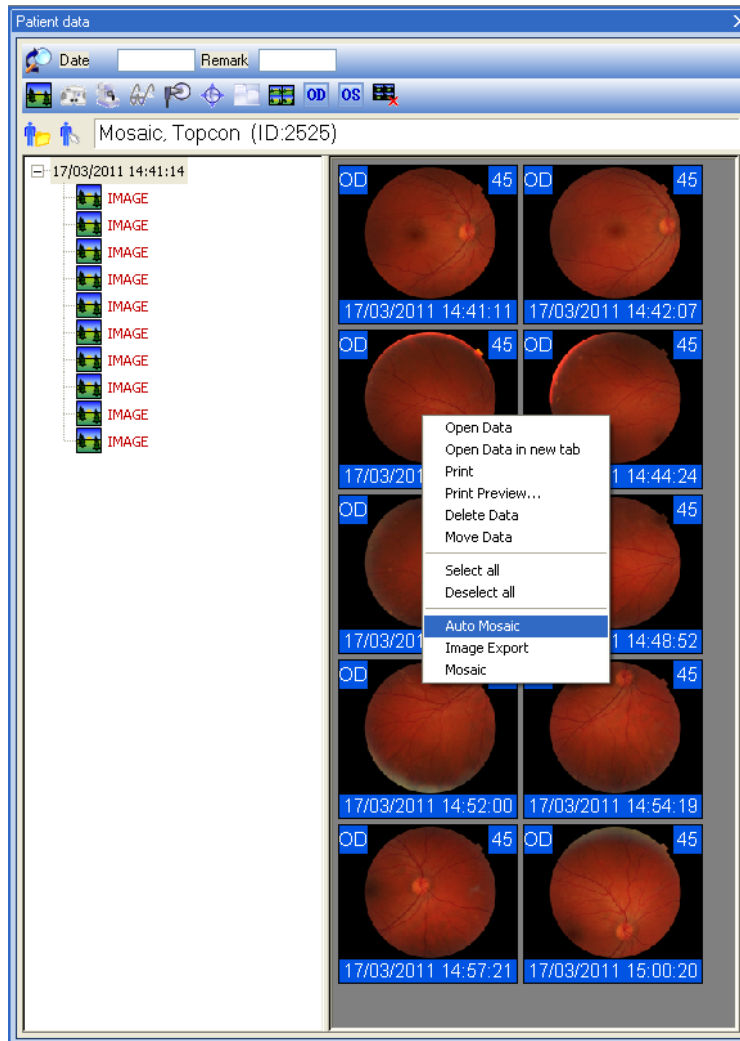 Patient data
Date Remark
OD OS
Mosaic, Topcon (ID:2525)
17/03/2011 14:41:14
IMAGE
IMAGE
IMAGE
IMAGE
IMAGE
IMAGE
IMAGE
IMAGE
IMAGE
IMAGE
OD 45 OD 45
17/03/2011 14:41:11 17/03/2011 14:42:07
OD 45 OD 45
17/03/201 1 14:44:24
OD 45
17/03/201 1 14:48:52
OD 45
17/03/2011 14:52:00 17/03/2011 14:54:19
OD 45 OD 45
17/03/2011 14:57:21 17/03/2011 15:00:20
Open Data
Open Data in new tab
Print
Print Preview...
Delete Data
Move Data
Select all
Deselect all
Auto Mosaic
Image Export
Mosaic